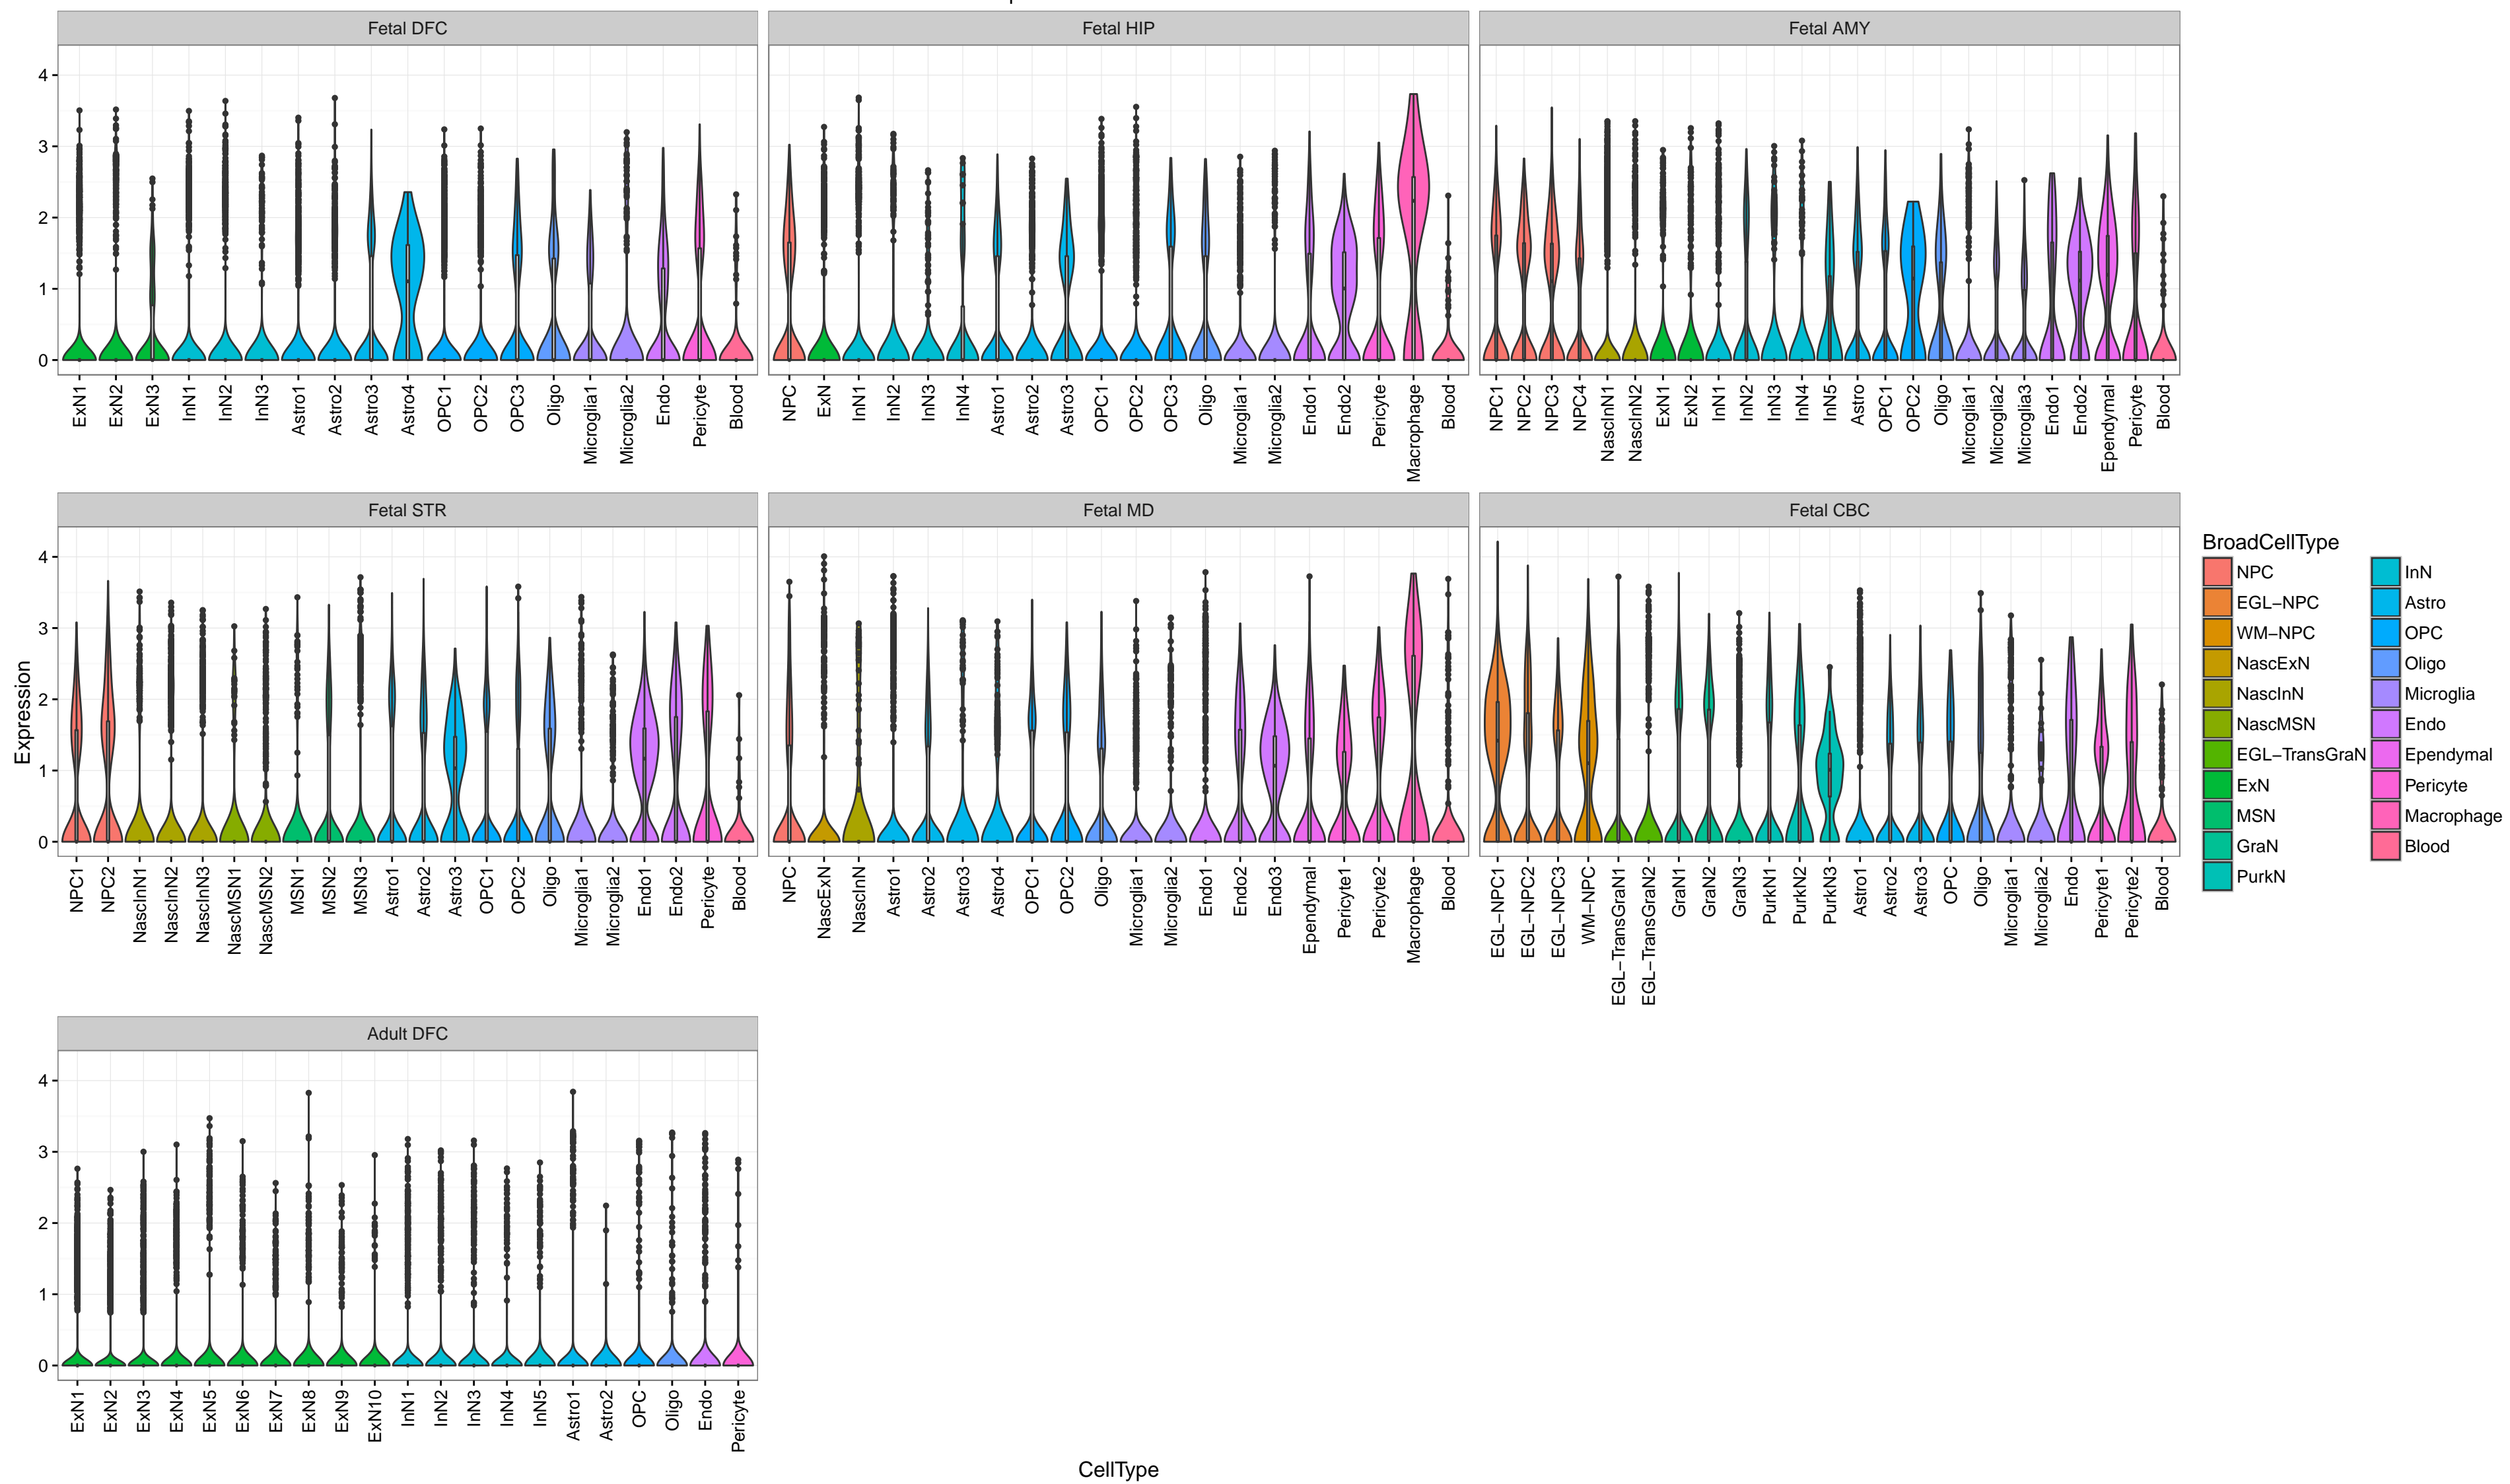 Fetal DFC
Fetal HIP
Fetal AMY
4
3
2
1
0
ExN1 ExN2 ExN3 InN1 InN2 InN3 Astro1 Astro2 Astro3 Astro4 OPC1 OPC2 OPC3 Oligo Microglia1 Microglia2 Endo Pericyte Blood
NPC ExN InN1 InN2 InN3 InN4 Astro1 Astro2 Astro3 OPC1 OPC2 OPC3 Oligo Microglia1 Microglia2 Endo1 Endo2 Pericyte Macrophage Blood
NPC1 NPC2 NPC3 NPC4 NascInN1 NascInN2 ExN1 ExN2 InN1 InN2 InN3 InN4 InN5 Astro OPC1 OPC2 Oligo Microglia1 Microglia2 Microglia3 Endo1 Endo2 Ependymal Pericyte Blood
Fetal STR
Fetal MD
Fetal CBC
Expression
4
3
2
1
0
NPC1 NPC2 NascInN1 NascInN2 NascInN3 NascMSN1 NascMSN2 MSN1 MSN2 MSN3 Astro1 Astro2 Astro3 OPC1 OPC2 Oligo Microglia1 Microglia2 Endo1 Endo2 Pericyte Blood
NPC NascExN NascInN Astro1 Astro2 Astro3 Astro4 OPC1 OPC2 Oligo Microglia1 Microglia2 Endo1 Endo2 Endo3 Ependymal Pericyte1 Pericyte2 Macrophage Blood
EGL−NPC1 EGL−NPC2 EGL−NPC3 WM−NPC EGL−TransGraN1 EGL−TransGraN2 GraN1 GraN2 GraN3 PurkN1 PurkN2 PurkN3 Astro1 Astro2 Astro3 OPC Oligo Microglia1 Microglia2 Endo Pericyte1 Pericyte2 Blood
BroadCellType
NPC
EGL−NPC
WM−NPC
NascExN
NascInN
NascMSN
EGL−TransGraN
ExN
MSN
GraN
PurkN
InN
Astro
OPC
Oligo
Microglia
Endo
Ependymal
Pericyte
Macrophage
Blood
Adult DFC
4
3
2
1
0
ExN1 ExN2 ExN3 ExN4 ExN5 ExN6 ExN7 ExN8 ExN9 ExN10 InN1 InN2 InN3 InN4 InN5 Astro1 Astro2 OPC Oligo Endo Pericyte
CellType